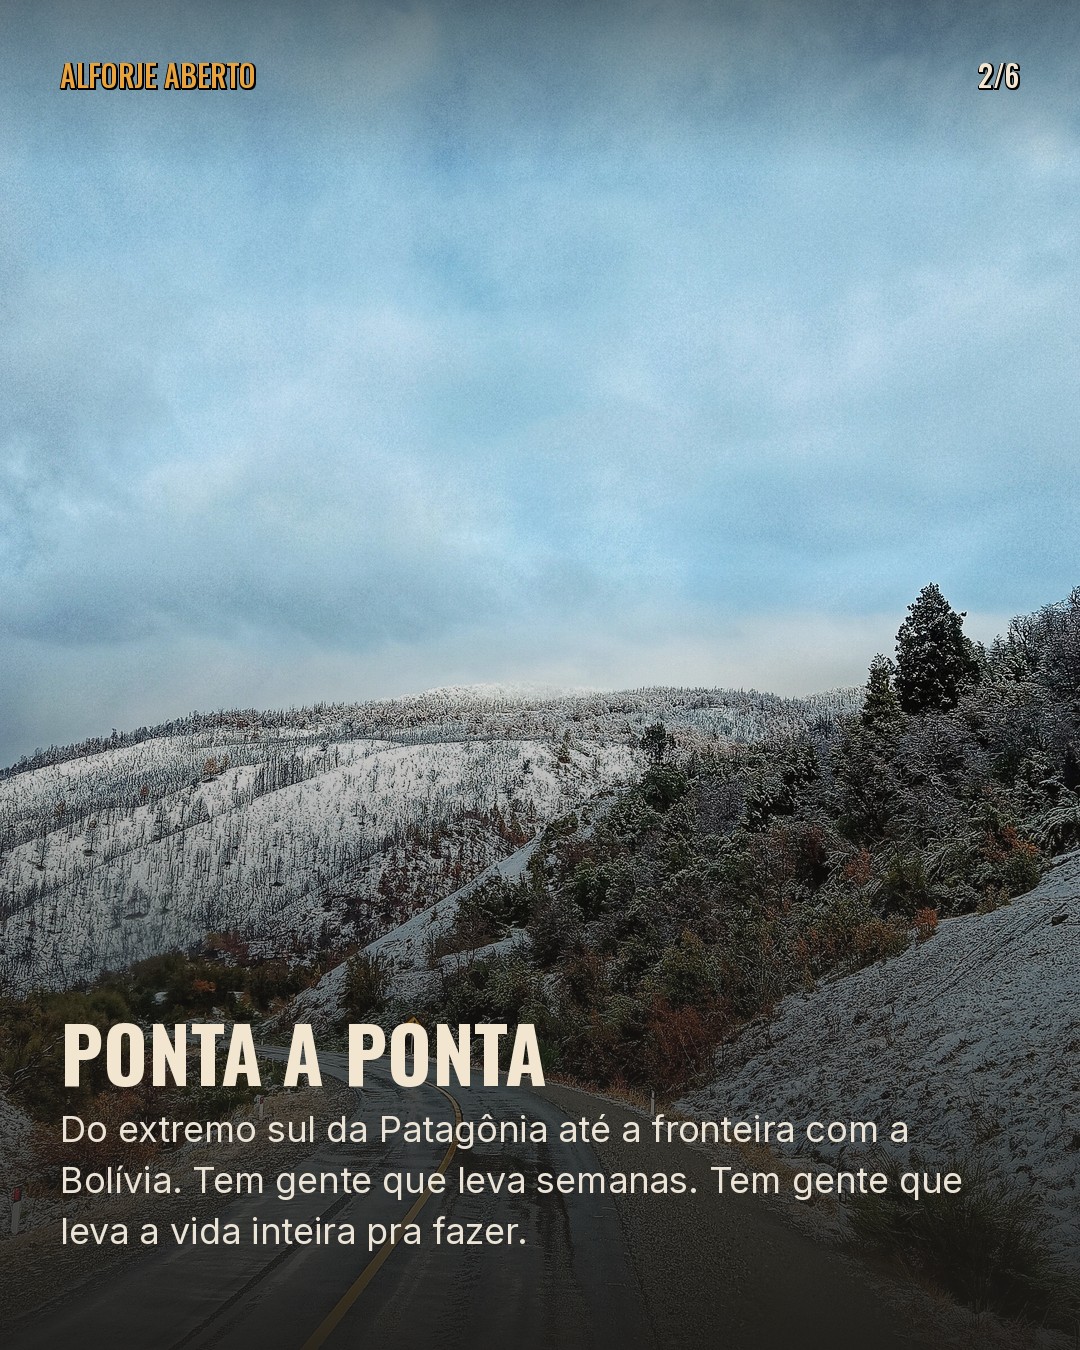 ALFORJE ABERTO
2/6
PONTA A PONTA
Do extremo sul da Patagônia até a fronteira com a
Bolívia. Tem gente que leva semanas. Tem gente que
leva a vida inteira pra fazer.